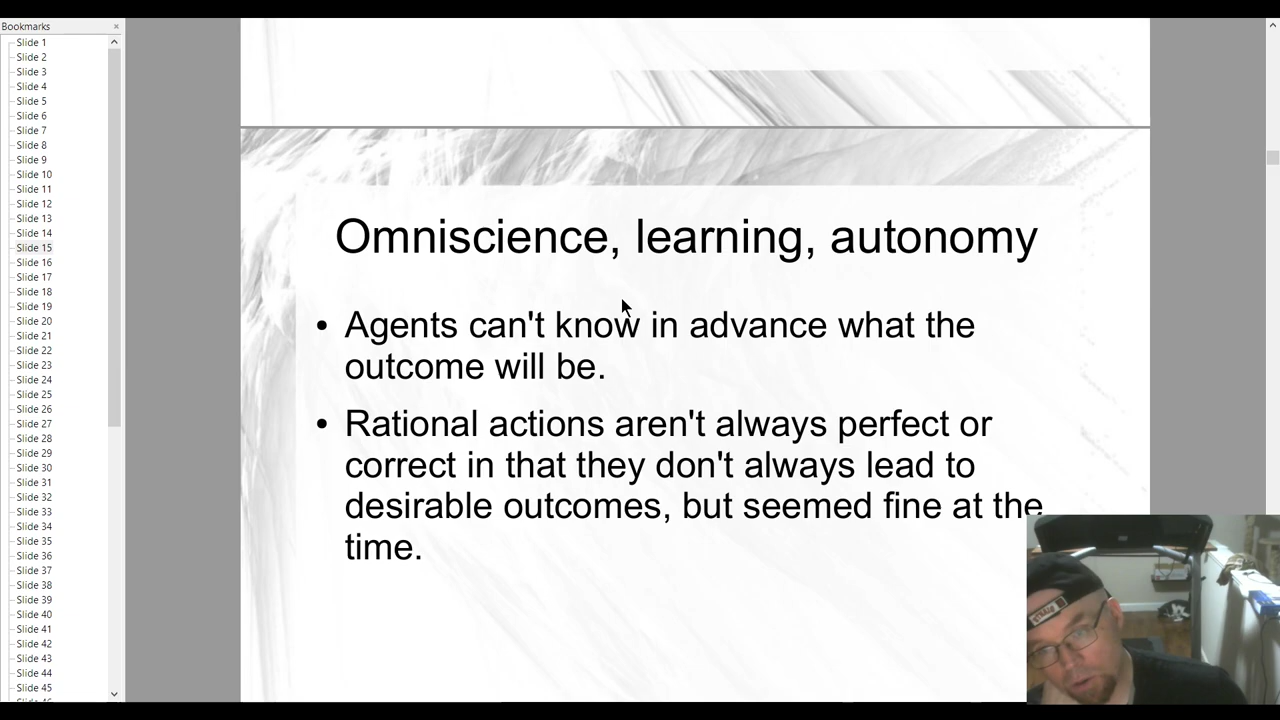 Bookmarks
Slide 1
Slide 2
Slide 3
Slide 4
Slide 5
Slide 6
Slide 7
Slide 8
Slide 9
Slide 10
Slide 11
Slide 12
Slide 13
Slide 14
Slide 15
Slide 16
Slide 17
Slide 18
Slide 19
Slide 20
Slide 21
Slide 22
Slide 23
Slide 24
Slide 25
Slide 26
Slide 27
Slide 28
Slide 29
Slide 30
Slide 31
Slide 32
Slide 33
Slide 34
Slide 35
Slide 36
Slide 37
Slide 38
Slide 39
Slide 40
Slide 41
Slide 42
Slide 43
Slide 44
Slide 45
Omniscience, learning, autonomy
• Agents can't know in advance what the
outcome will be.
• Rational actions aren't always perfect or
correct in that they don't always lead to
desirable outcomes, but seemed fine at the
time.